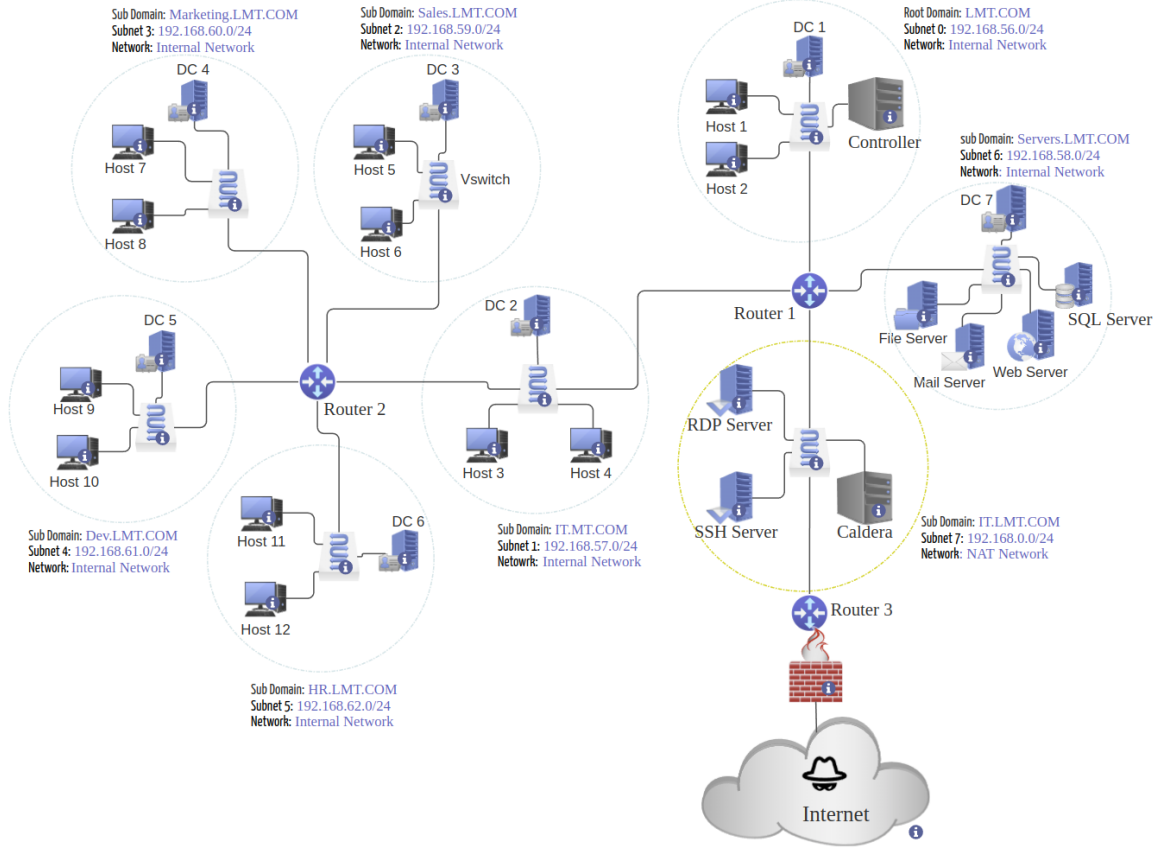 Sub Domain: Marketing.LMT.COM
Subnet 3: 192.168.60.0/24
Network: Internal Network
DC 4
Host 7
Host 8
Sub Domain: Sales.LMT.COM
Subnet 2: 192.168.59.0/24
Network: Internal Network
DC 3
Host 5
Vswitch
Host 6
Root Domain: LMT.COM
Subnet 0: 192.168.56.0/24
Network: Internal Network
DC 1
Host 1
Controller
Host 2
sub Domain: Servers.LMT.COM
Subnet 6: 192.168.58.0/24
Network: Internal Network
DC 7
SQL Server
File Server
Mail Server
Web Server
Router 1
DC 2
Host 3
Host 4
Sub Domain: IT.MT.COM
Subnet 1: 192.168.57.0/24
Netowrk: Internal Network
DC 5
Host 9
Host 10
Sub Domain: Dev.LMT.COM
Subnet 4: 192.168.61.0/24
Network: Internal Network
Router 2
Host 11
DC 6
Host 12
Sub Domain: HR.LMT.COM
Subnet 5: 192.168.62.0/24
Network: Internal Network
RDP Server
SSH Server
Caldera
Sub Domain: IT.LMT.COM
Subnet 7: 192.168.0.0/24
Network: NAT Network
Router 3
Internet